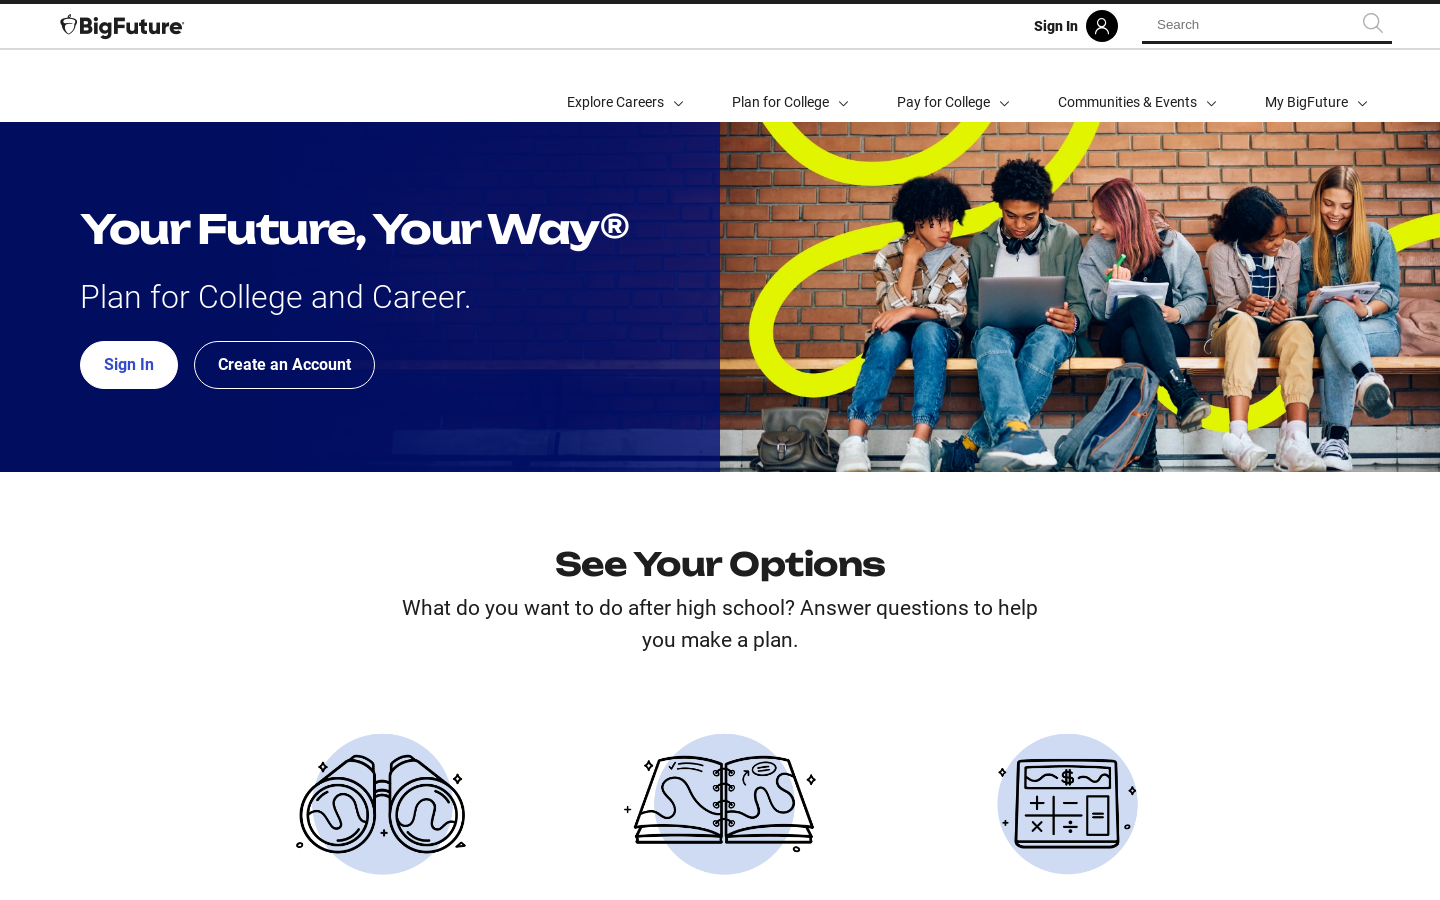 BigFuture
Sign In
Search
Explore Careers
Plan for College
Pay for College
Communities & Events
My BigFuture
Your Future, Your Way®
Plan for College and Career.
Sign In
Create an Account
See Your Options
What do you want to do after high school? Answer questions to help
you make a plan.
$